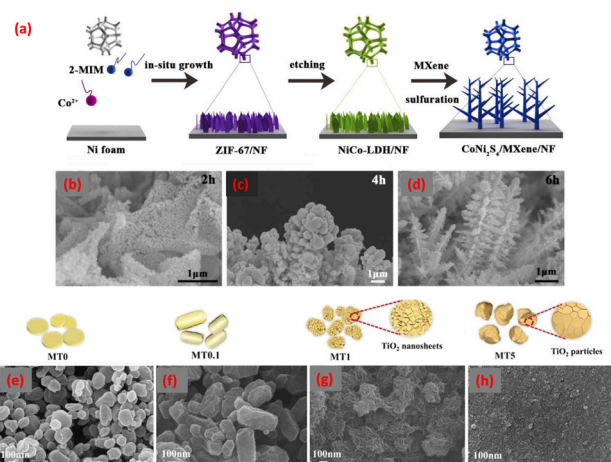 (a)
2-MIM
Co²⁺
in-situ growth
etching
MXene
sulfuration
Ni foam
ZIF-67/NF
NiCo-LDH/NF
CoNi₂S₄/MXene/NF
(b)
2h
1μm
(c)
4h
1μm
(d)
6h
1μm
MT0
MT0.1
MT1
TiO₂ nanosheets
MT5
TiO₂ particles
(e)
100nm
(f)
100nm
(g)
100nm
(h)
100nm